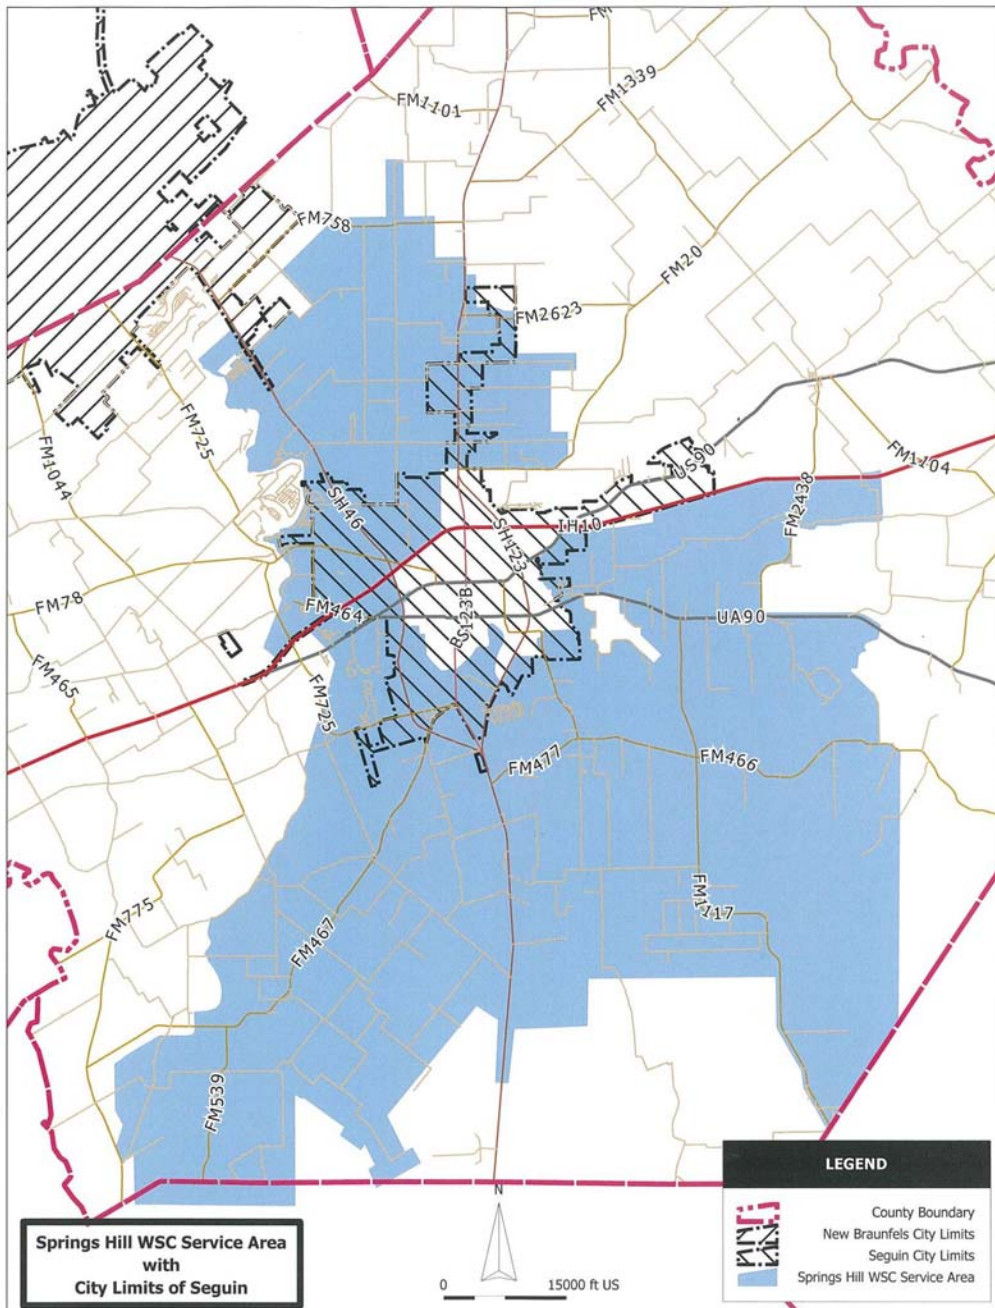 FM
FM1339
FM1101
FM758
FM20
FM2623
FM725
FM1044
US90
FM1104
SH46
FM2438
IH10
SH123
FM78
FM464
BS123B
UA90
FM465
FM725
FM477
FM466
FM1117
FM775
FM467
FM539
LEGEND
County Boundary
New Braunfels City Limits
Seguin City Limits
Springs Hill WSC Service Area
N
0 15000 ft US
Springs Hill WSC Service Area
with
City Limits of Seguin